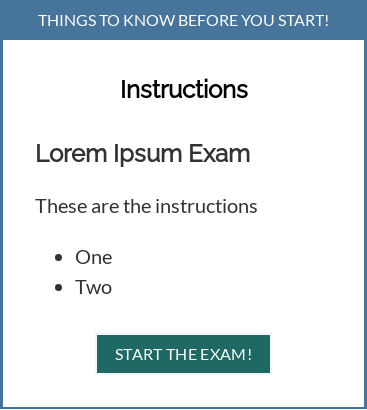 THINGS TO KNOW BEFORE YOU START!
Instructions
Lorem Ipsum Exam
These are the instructions
• One
• Two
START THE EXAM!